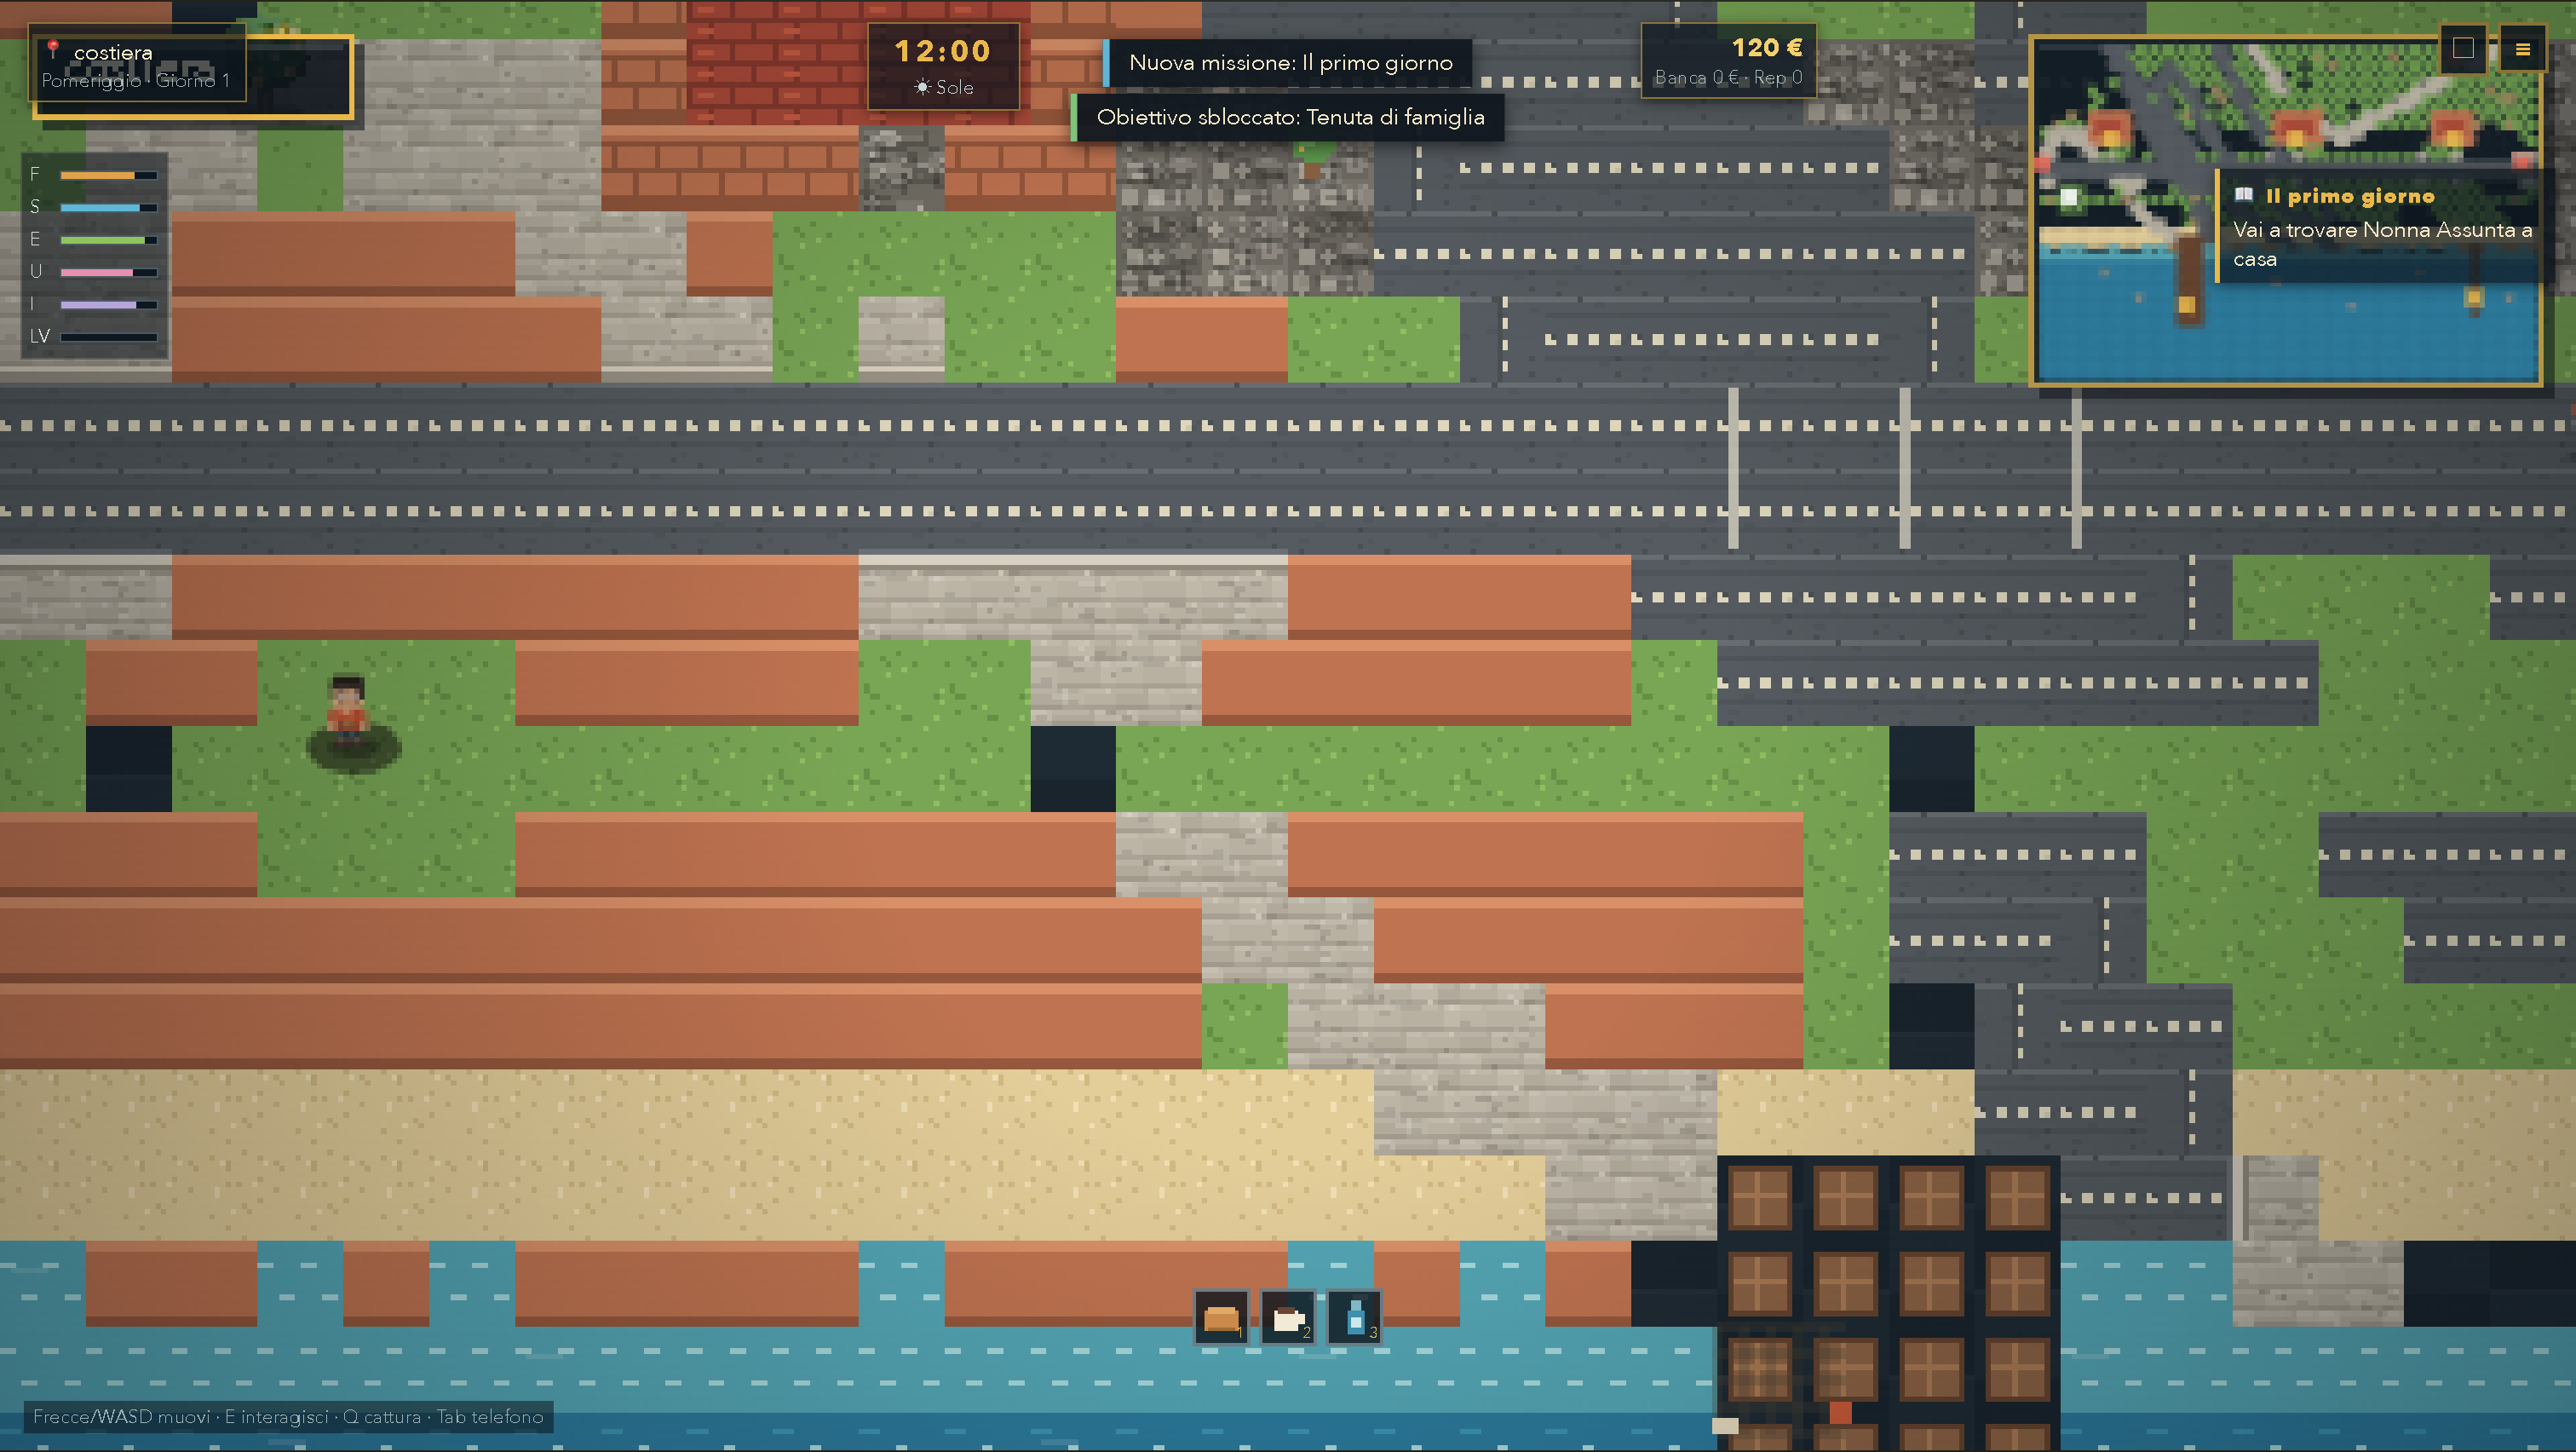 costiera
Pomeriggio · Giorno 1
12:00
Sole
Nuova missione: Il primo giorno
Obiettivo sbloccato: Tenuta di famiglia
120 €
Banca 0 € · Rep 0
F
S
E
U
I
LV
Il primo giorno
Vai a trovare Nonna Assunta a
casa
1
2
3
Frecce/WASD muovi · E interagisci · Q cattura · Tab telefono